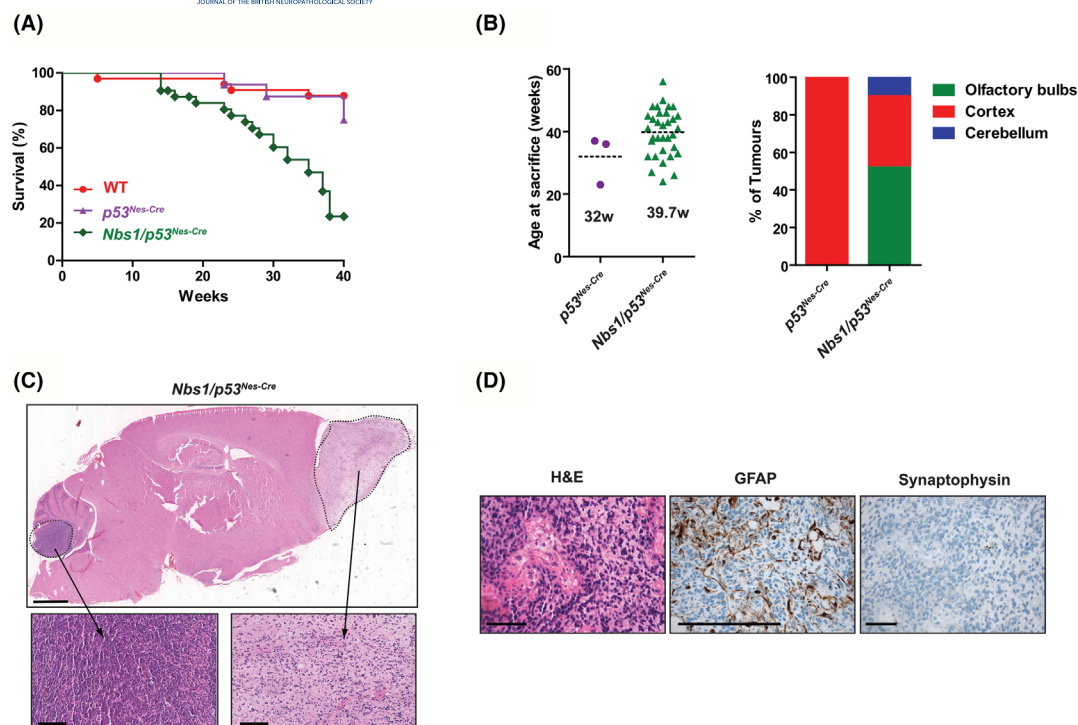 JOURNAL OF THE BRITISH NEUROPATHOLOGICAL SOCIETY
(A)
100
80
60
40
20
0
Survival (%)
WT
p53Nes-Cre
Nbs1/p53Nes-Cre
0 10 20 30 40
Weeks
(B)
60
40
20
0
Age at sacrifice (weeks)
32w
39.7w
p53Nes-Cre
Nbs1/p53Nes-Cre
100
80
60
40
20
0
% of Tumours
p53Nes-Cre
Nbs1/p53Nes-Cre
Olfactory bulbs
Cortex
Cerebellum
(C)
Nbs1/p53Nes-Cre
(D)
H&E
GFAP
Synaptophysin